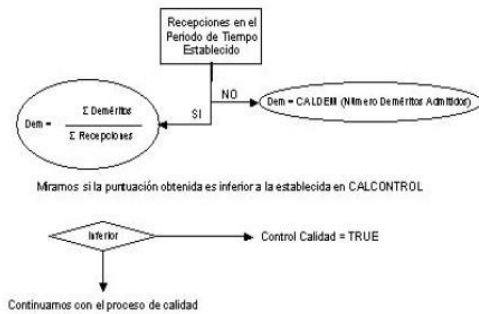 Recepciones en el
Periodo de Tiempo
Establecido
NO
SI
Dem = CALDEM (Número Deméritos Admitidos)
Σ Deméritos
Dem =
Σ Recepciones
Miramos si la puntuación obtenida es inferior a la establecida en CALCONTROL
Inferior
Control Calidad = TRUE
Continuamos con el proceso de calidad